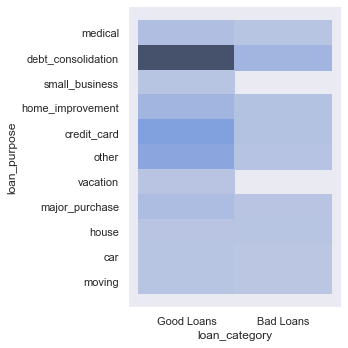 medical
debt_consolidation
small_business
home_improvement
credit_card
other
vacation
major_purchase
house
car
moving
loan_purpose
Good Loans Bad Loans
loan_category